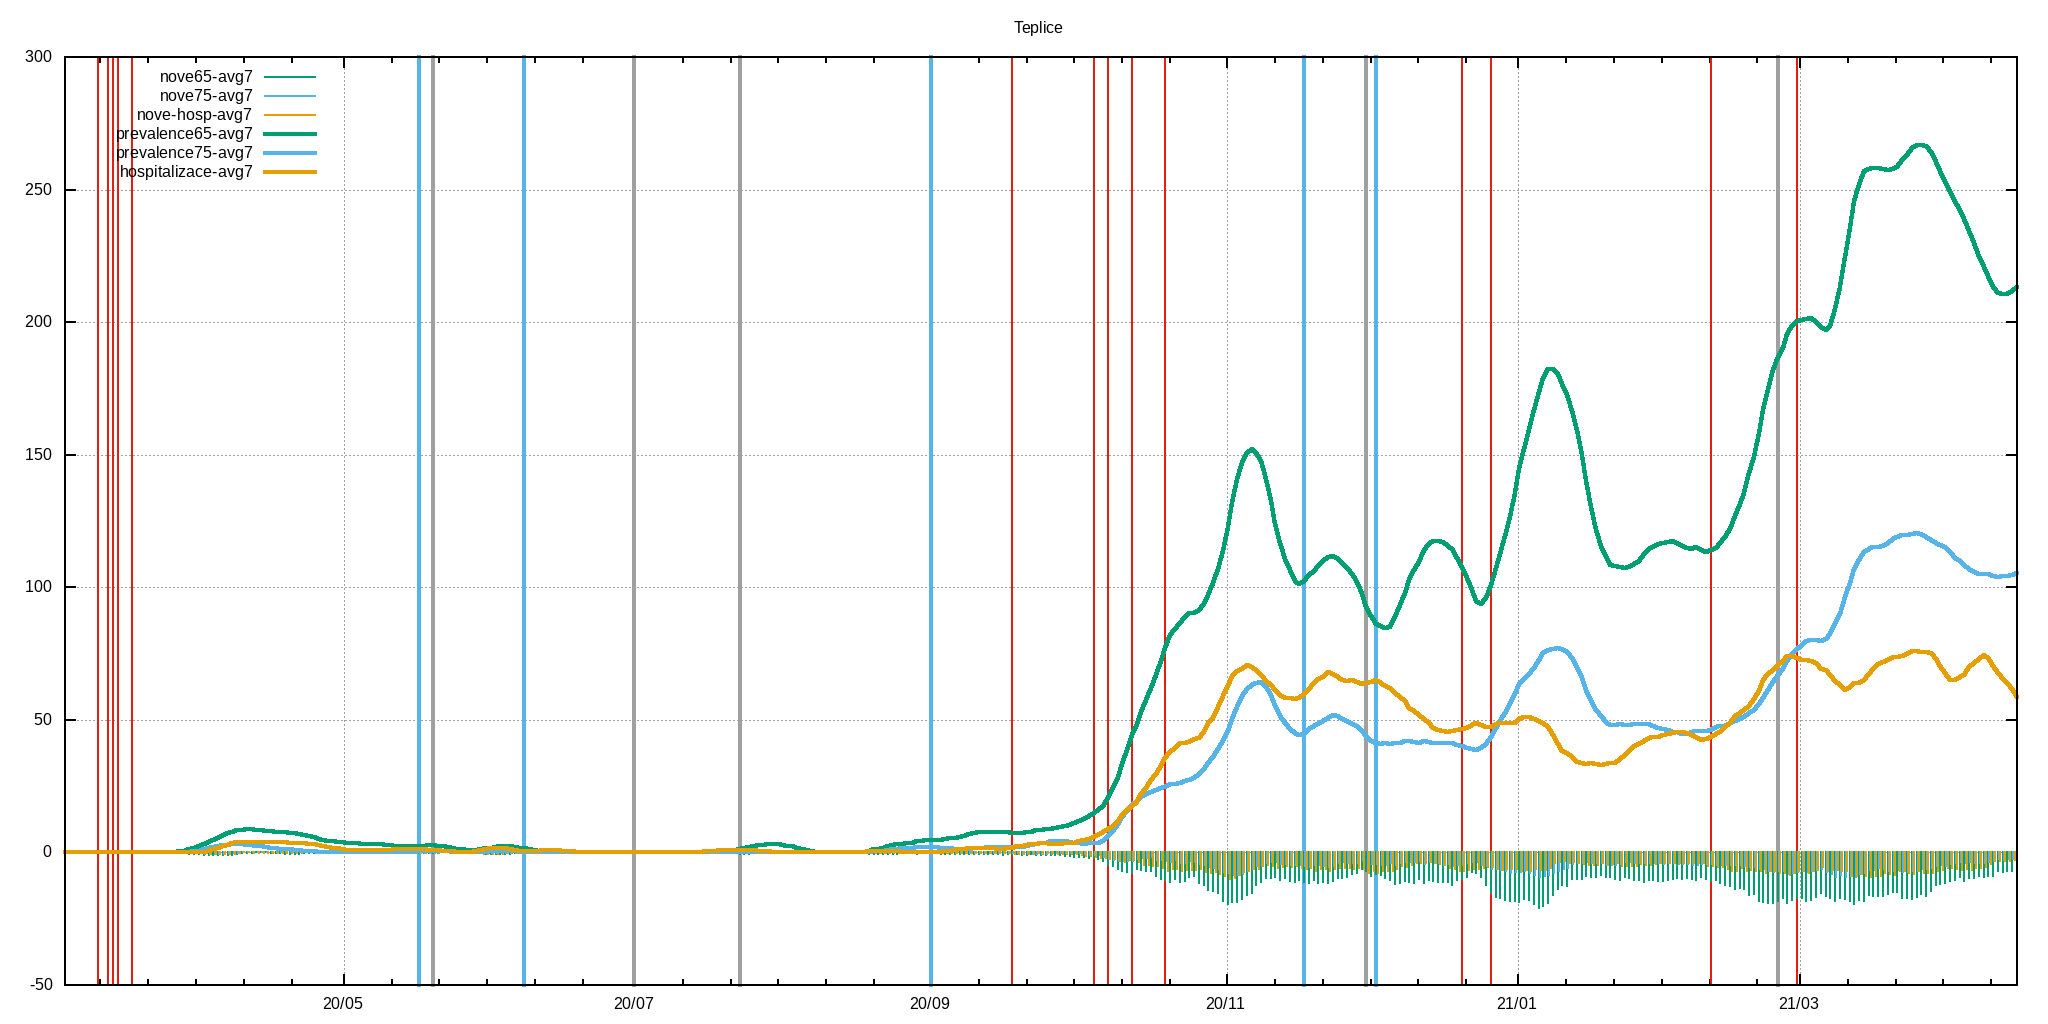 Teplice
300
250
200
150
100
50
0
-50
nove65-avg7
nove75-avg7
nove-hosp-avg7
prevalence65-avg7
prevalence75-avg7
hospitalizace-avg7
20/05 20/07 20/09 20/11 21/01 21/03